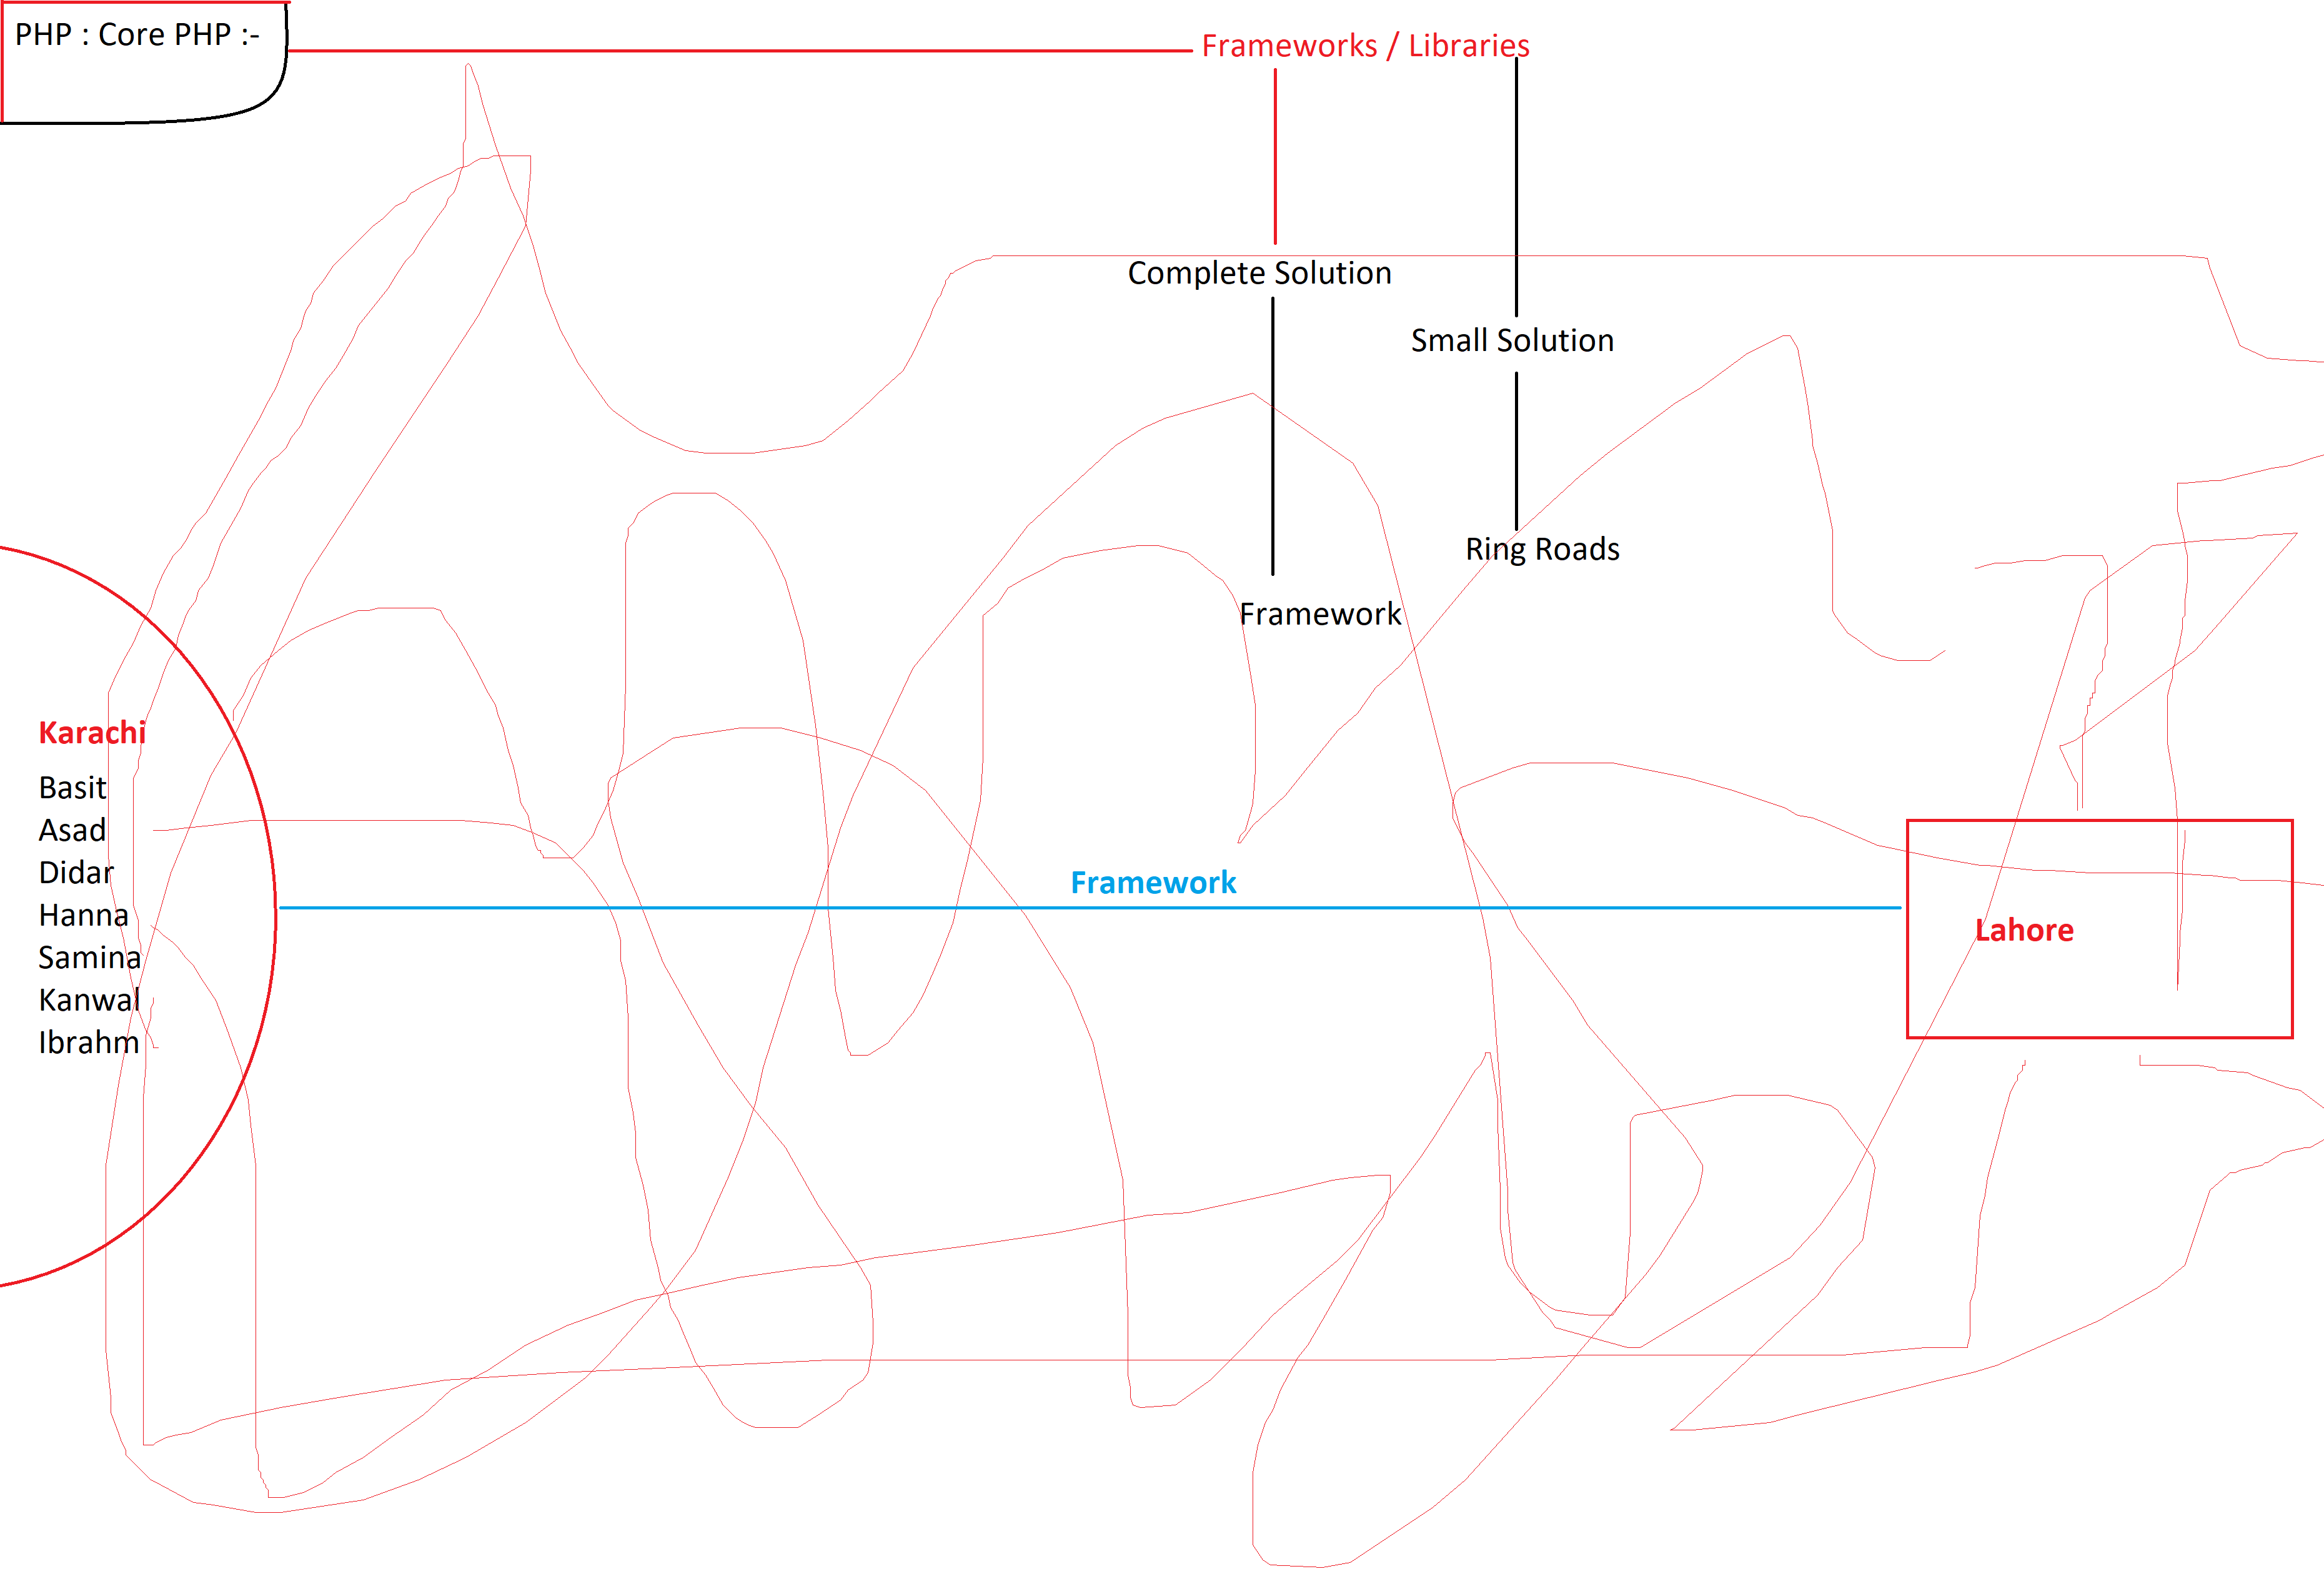 PHP : Core PHP :-
Frameworks / Libraries
Complete Solution
Small Solution
Ring Roads
Framework
Karachi
Basit
Asad
Didar
Hanna
Samina
Kanwal
Ibrahm
Framework
Lahore